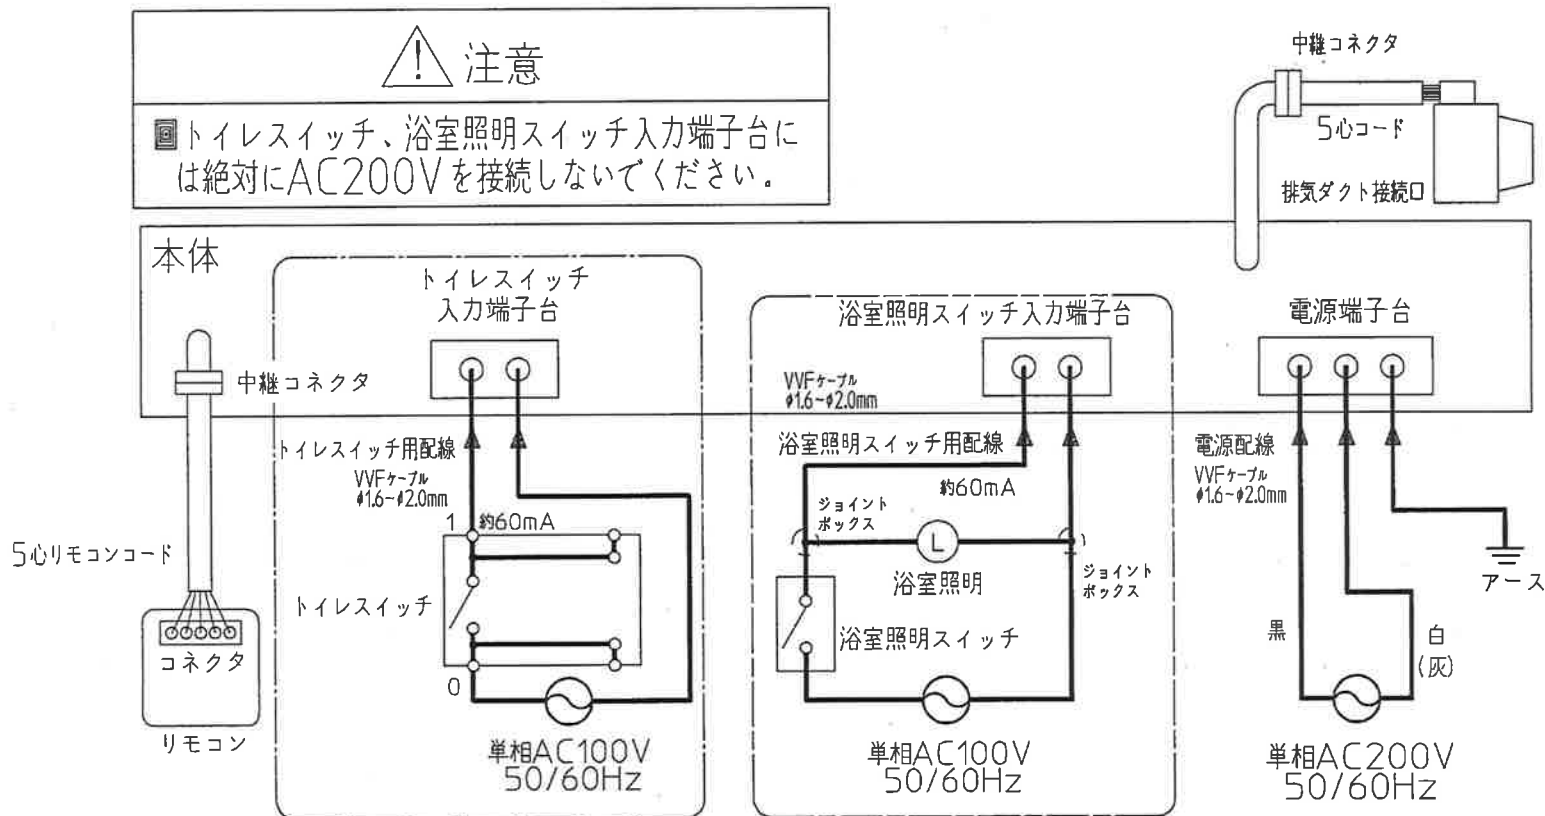 注意
トイレスイッチ、浴室照明スイッチ入力端子台に
は絶対にAC200Vを接続しないでください。
中継コネクタ
5心コード
排気ダクト接続口
本体
トイレスイッチ
入力端子台
浴室照明スイッチ入力端子台
電源端子台
中継コネクタ
VVFケーブル
φ1.6~φ2.0mm
トイレスイッチ用配線
VVFケーブル
φ1.6~φ2.0mm
浴室照明スイッチ用配線
約60mA
電源配線
VVFケーブル
φ1.6~φ2.0mm
1
約60mA
ジョイント
ボックス
L
浴室照明
ジョイント
ボックス
アース
5心リモコンコード
トイレスイッチ
浴室照明スイッチ
黒
白
(灰)
コネクタ
0
リモコン
単相AC100V
50/60Hz
単相AC100V
50/60Hz
単相AC200V
50/60Hz